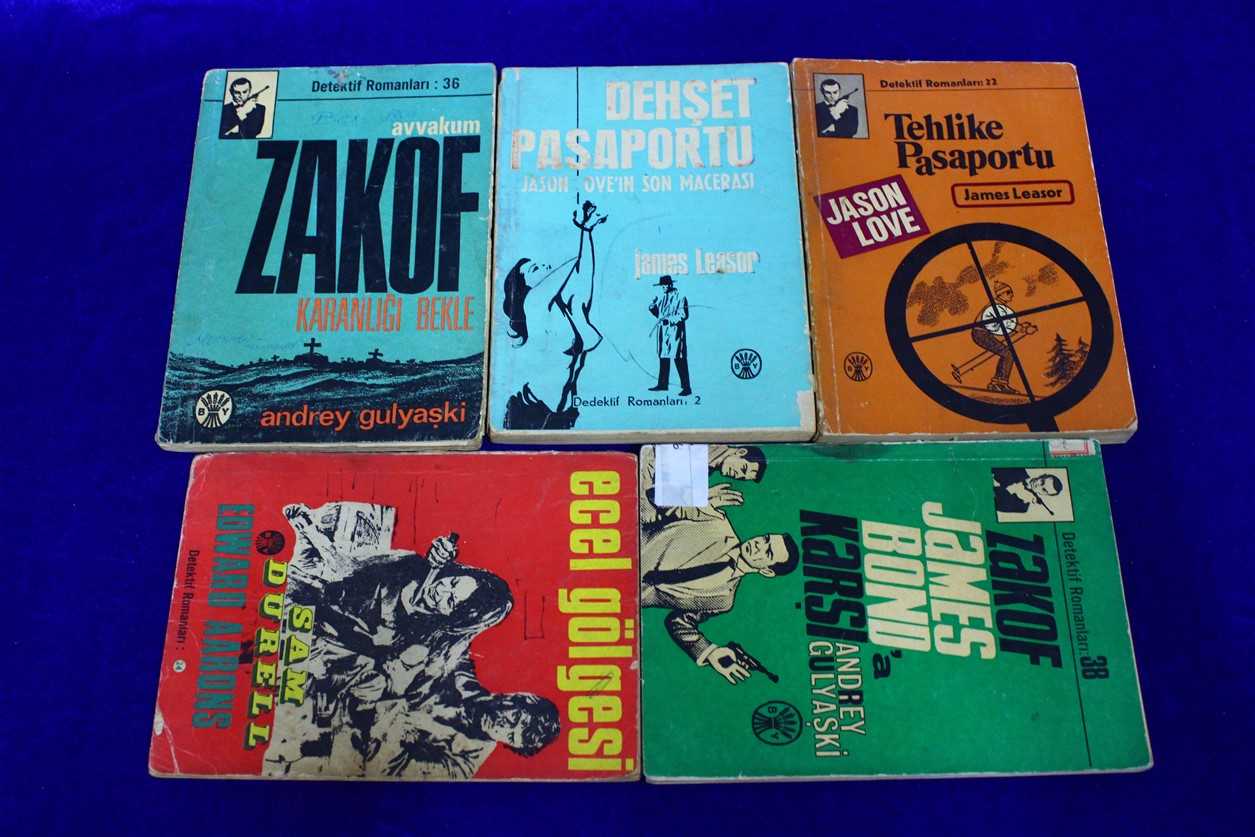 Detektif Romanları : 36
avvakum
ZAKOF
KARANLIĞI BEKLE
B Y
andrey gulyaşki
DEHŞET
PASAPORTU
JASON OVE'IN SON MACERASI
james Leasor
B Y
Dedektif Romanları 2
Detektif Romanları: 22
Tehlike
Pasaportu
James Leasor
JASON
LOVE
B Y
ecel gölgesi
SAM
DURELL
EDWARD AARONS
Detektif Romanları :
Detektif Romanları: 38
ZAKOF
JAMES
BOND'a
KARŞI
ANDREY
GULYAŞKI
B Y